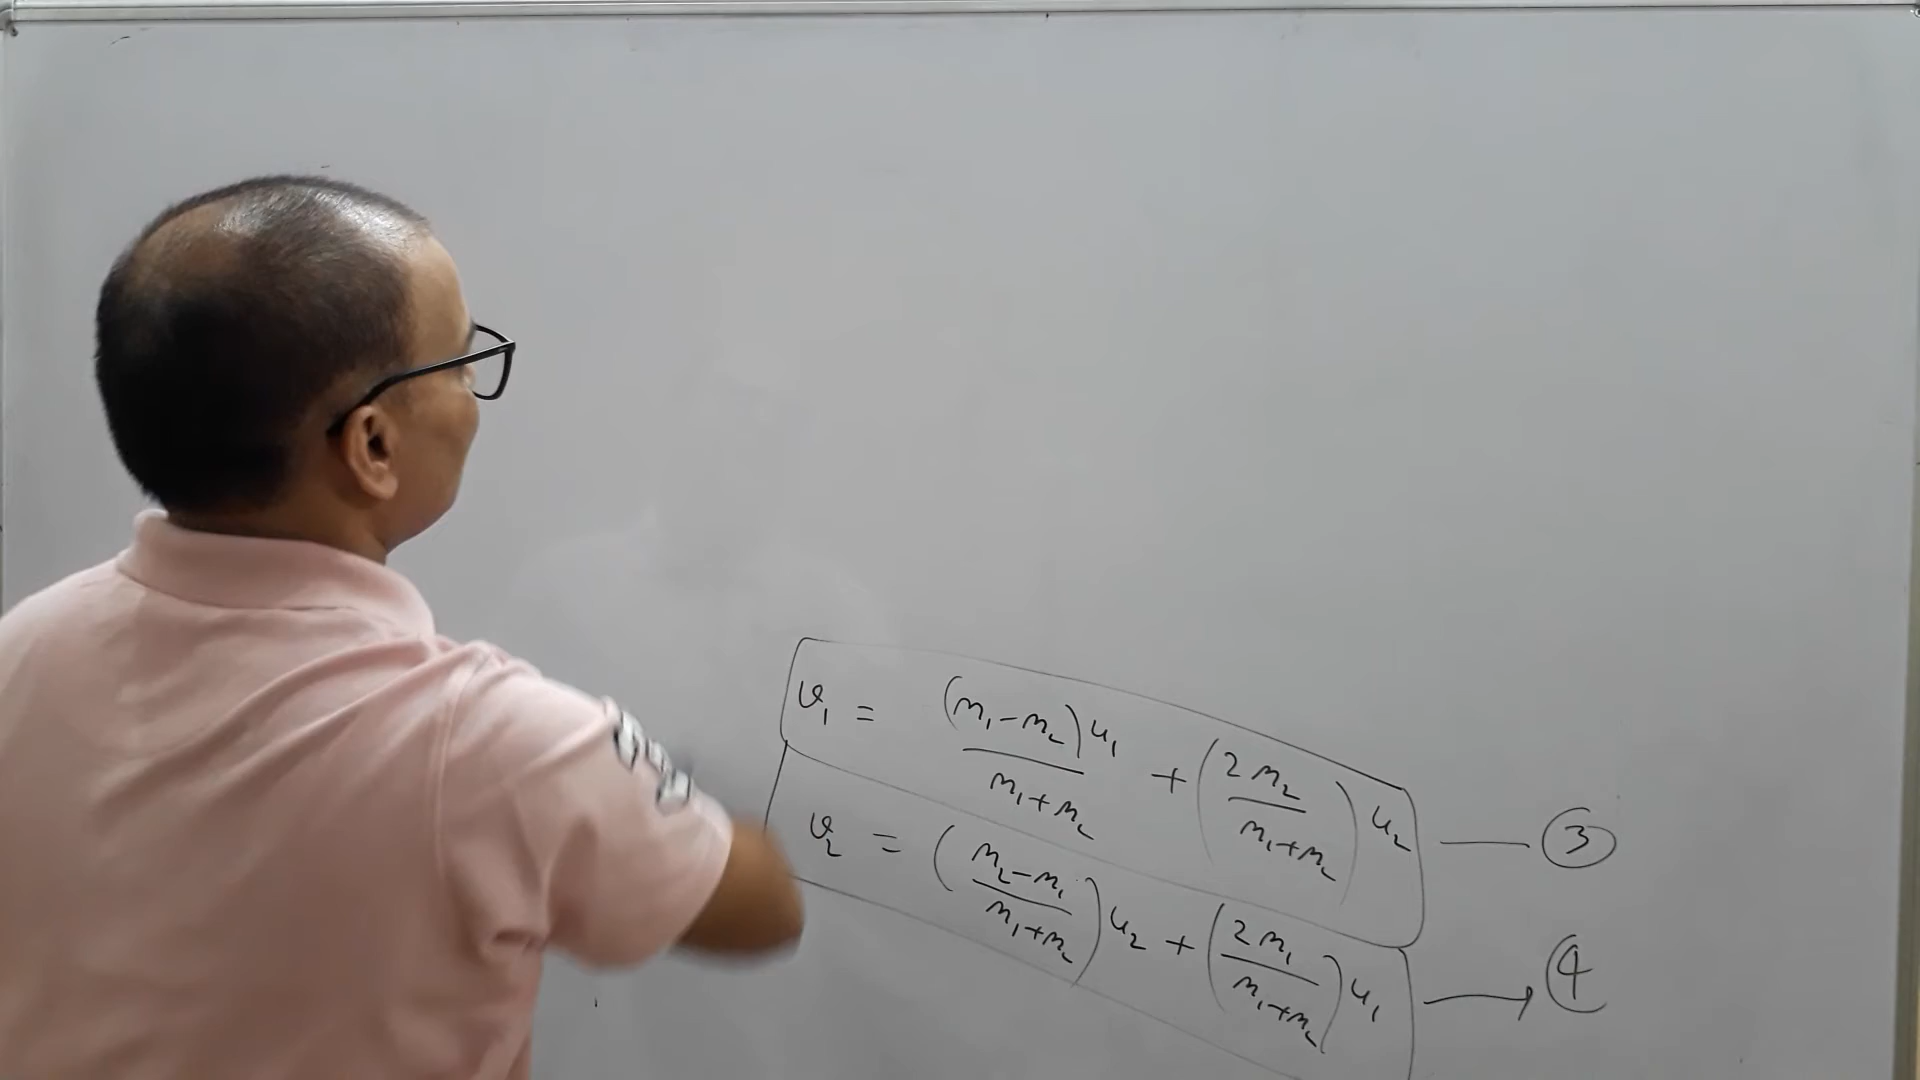 v₁ = (m₁-m₂)u₁/m₁+m₂ + (2m₂/m₁+m₂)u₂ — ③
v₂ = (m₂-m₁/m₁+m₂)u₂ + (2m₁/m₁+m₂)u₁ → ④